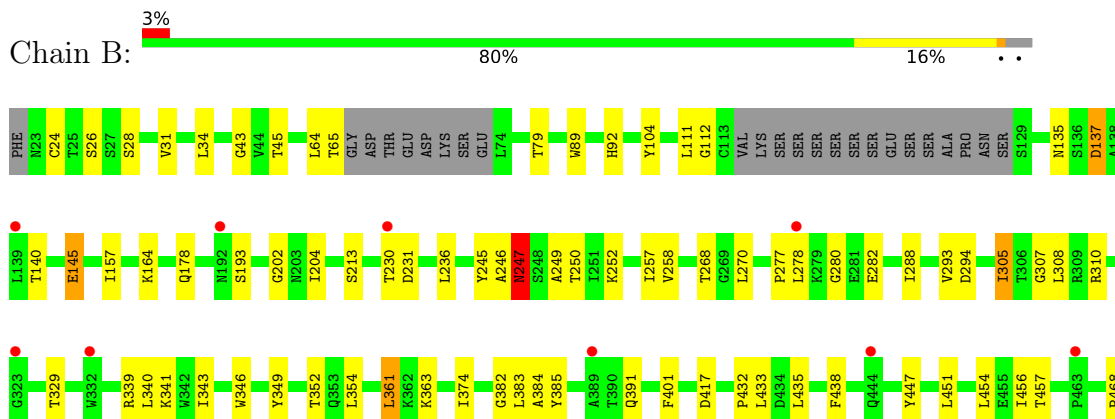 3%
Chain B:
80% 16% • •
PHE N23 C24 T25 S26 S27 S28 V31 L34 G43 V44 T45 L64 T65 GLY ASP THR GLU ASP LYS SER GLU L74 T79 W89 H92 Y104 L111 G112 C113 VAL LYS SER SER SER SER SER SER GLU SER SER ALA PRO ASN SER S129 N135 S136 D137 A138
L139 T140 E145 I157 K164 Q178 N192 S193 G202 N203 I204 S213 T230 D231 L236 Y245 A246 N247 S248 A249 T250 I251 K252 I257 V258 T268 G269 L270 P277 L278 K279 G280 E281 E282 I288 V293 D294 I305 T306 G307 L308 R309 R310
G323 T329 W332 R339 L340 K341 W342 I343 W346 Y349 T352 Q353 L354 L361 K362 K363 I374 G382 L383 A384 Y385 A389 T390 Q391 F401 D417 P432 L433 D434 L435 F438 Q444 Y447 L451 L454 E455 I456 T457 P463